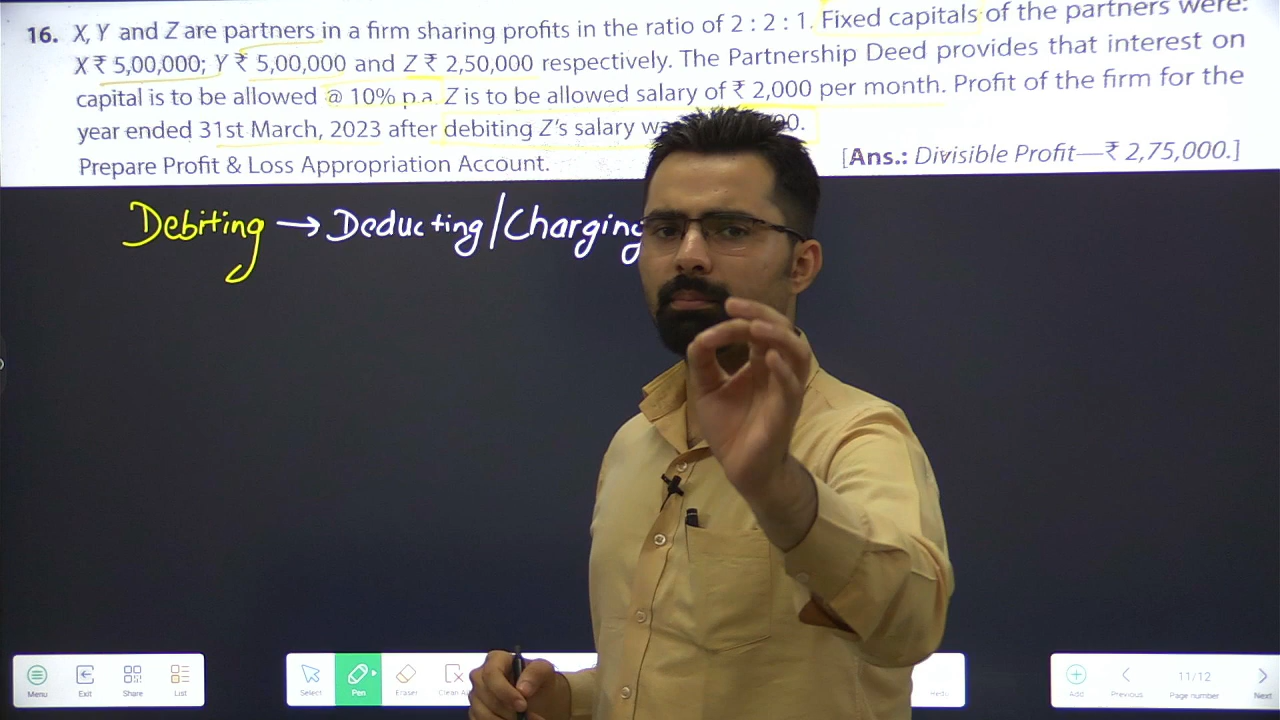 16. X, Y and Z are partners in a firm sharing profits in the ratio of 2 : 2 : 1. Fixed capitals of the partners were:
X ₹ 5,00,000; Y ₹ 5,00,000 and Z ₹ 2,50,000 respectively. The Partnership Deed provides that interest on
capital is to be allowed @ 10% p.a. Z is to be allowed salary of ₹ 2,000 per month. Profit of the firm for the
year ended 31st March, 2023 after debiting Z's salary
Prepare Profit & Loss Appropriation Account. [Ans.: Divisible Profit—₹ 2,75,000.]
Debiting → Deducting/Charging
Menu Exit Share List Select Pen Eraser Add Previous 11/12 Page number Next